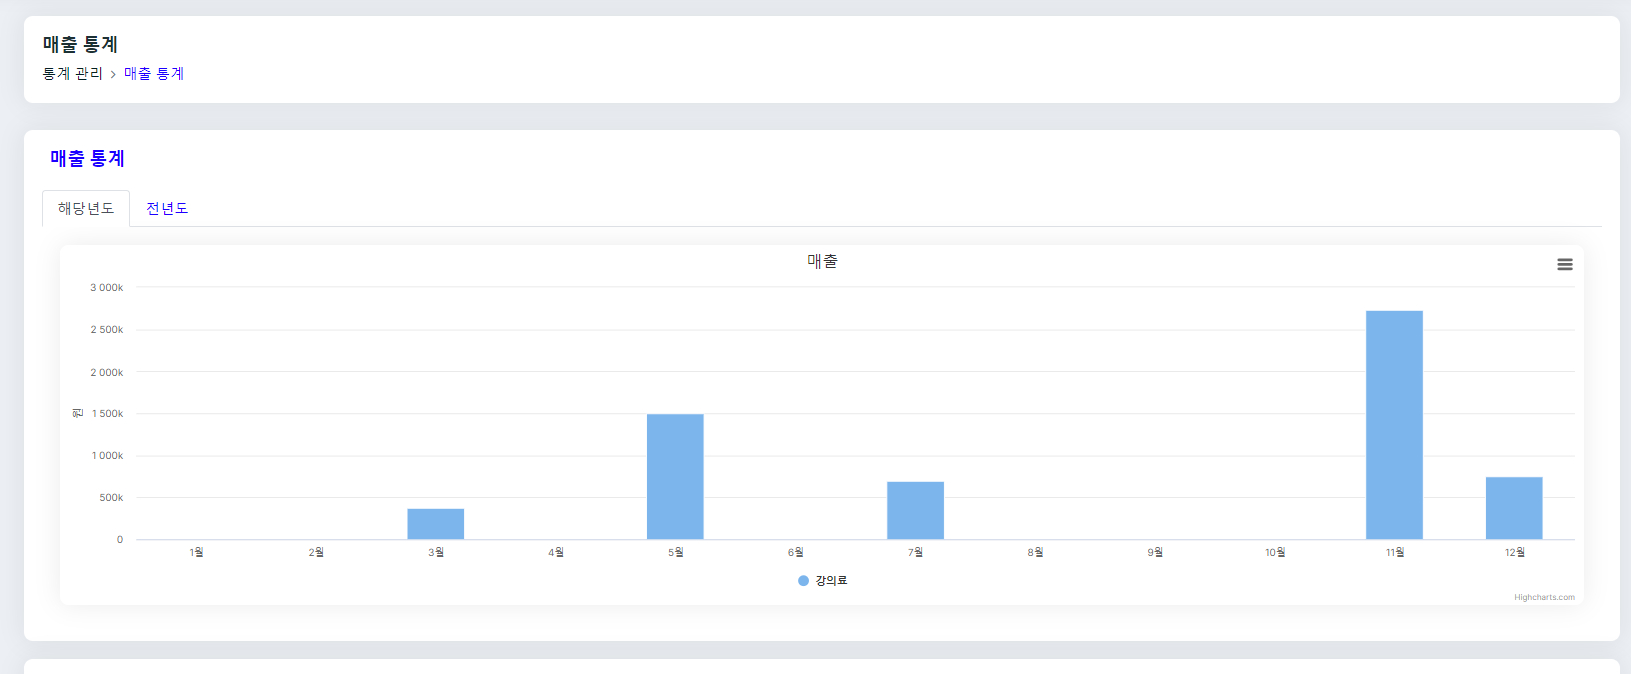 매출 통계
통계 관리 > 매출 통계
매출 통계
해당년도 전년도
매출
3 000k
2 500k
2 000k
원
1 500k
1 000k
500k
0
1월 2월 3월 4월 5월 6월 7월 8월 9월 10월 11월 12월
강의료
Highcharts.com